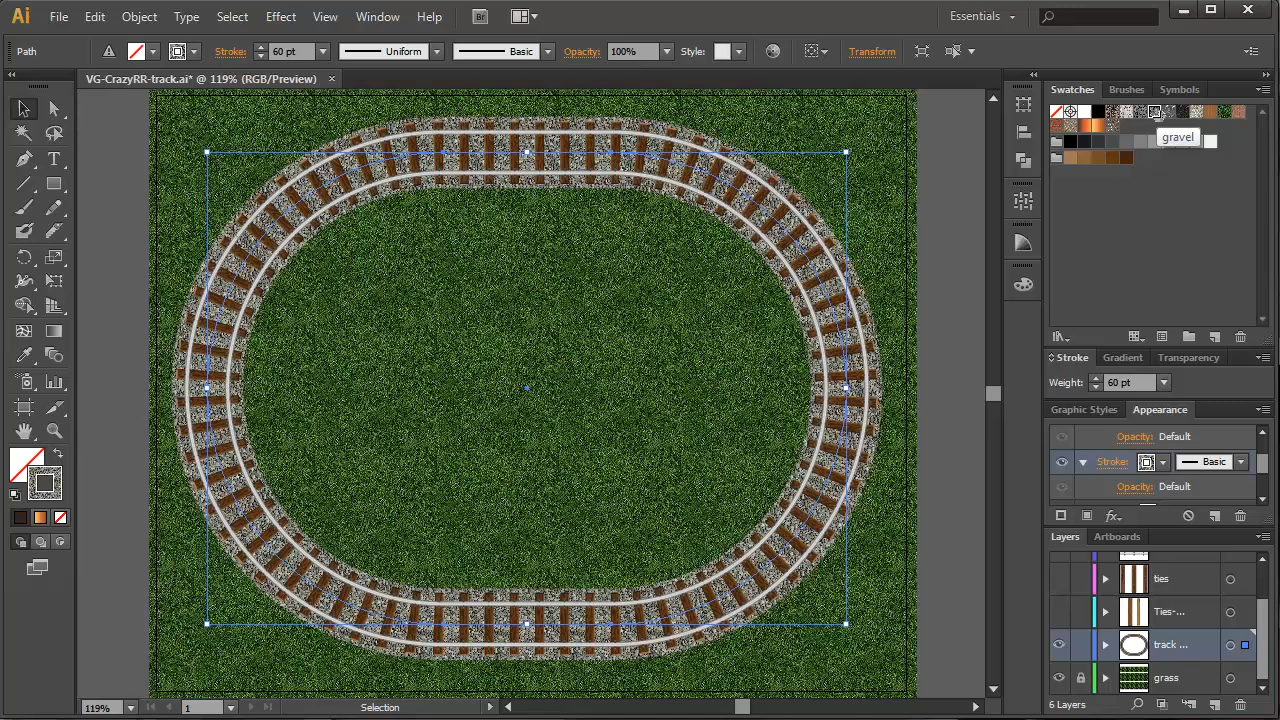 Ai File Edit Object Type Select Effect View Window Help Br Essentials
Path Stroke: 60 pt Uniform Basic Opacity: 100% Style: Transform
VG-CrazyRR-track.ai* @ 119% (RGB/Preview)
Swatches Brushes Symbols
gravel
Stroke Gradient Transparency
Weight: 60 pt
Graphic Styles Appearance
Opacity: Default
Stroke: Basic
Opacity: Default
fx
Layers Artboards
ties
Ties-...
track ...
grass
119% 1 Selection 6 Layers